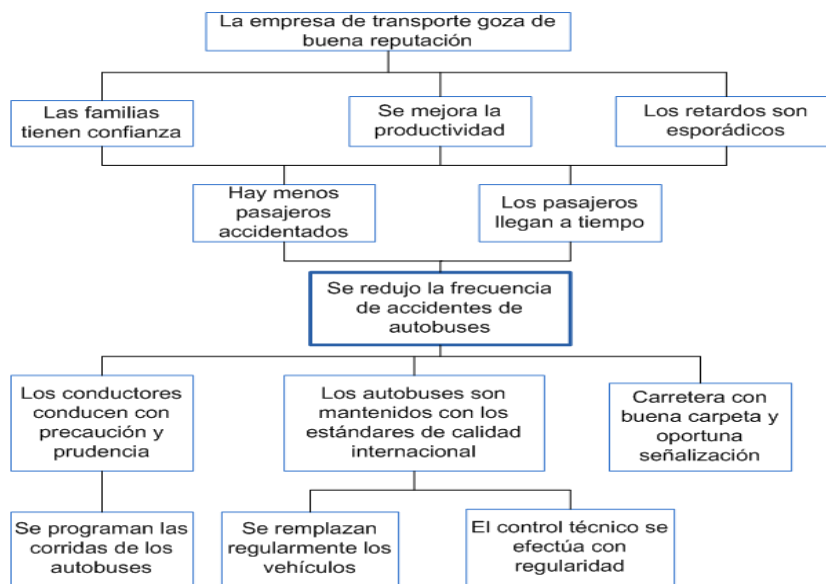 La empresa de transporte goza de
buena reputación
Las familias
tienen confianza
Se mejora la
productividad
Los retardos son
esporádicos
Hay menos
pasajeros
accidentados
Los pasajeros
llegan a tiempo
Se redujo la frecuencia
de accidentes de
autobuses
Los conductores
conducen con
precaución y
prudencia
Los autobuses son
mantenidos con los
estándares de calidad
internacional
Carretera con
buena carpeta y
oportuna
señalización
Se programan las
corridas de los
autobuses
Se remplazan
regularmente los
vehículos
El control técnico se
efectúa con
regularidad